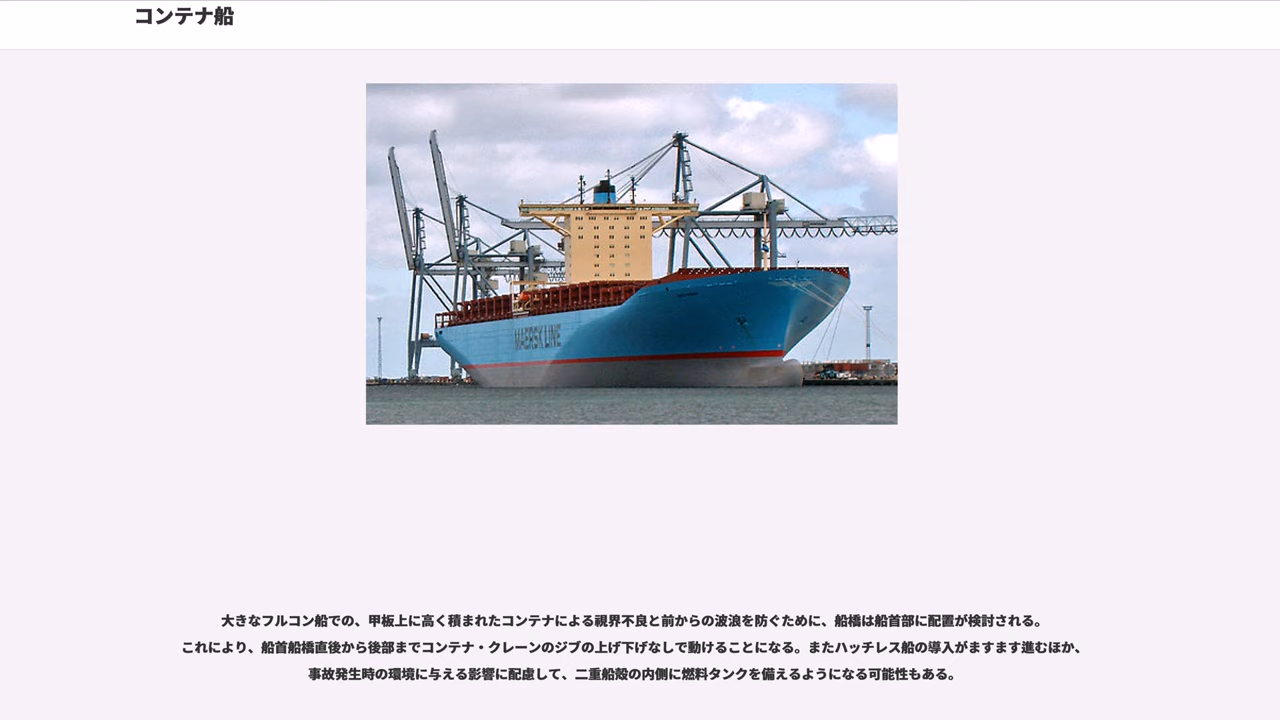 コンテナ船
MAERSK LINE
大きなフルコン船での、甲板上に高く積まれたコンテナによる視界不良と前からの波浪を防ぐために、船橋は船首部に配置が検討される。
これにより、船首船橋直後から後部までコンテナ・クレーンのジブの上げ下げなしで動けることになる。またハッチレス船の導入がますます進むほか、
事故発生時の環境に与える影響に配慮して、二重船殻の内側に燃料タンクを備えるようになる可能性もある。